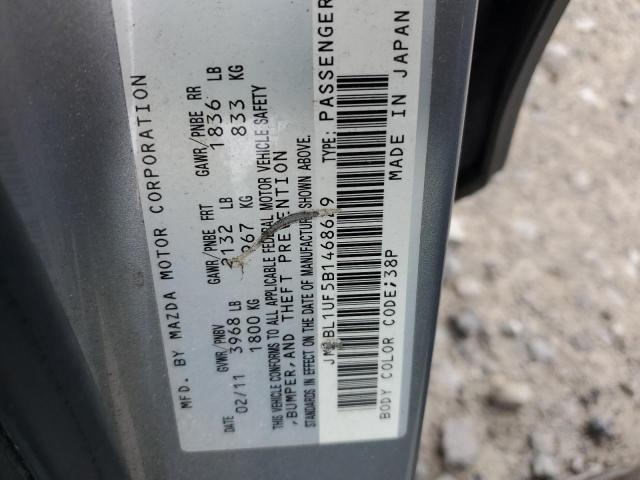 MFD. BY MAZDA MOTOR CORPORATION
DATE GVWR/PNBV GAWR/PNBE FRT GAWR/PNBE RR
02/11 3968 LB 2132 LB 1836 LB
1800 KG 967 KG 833 KG
THIS VEHICLE CONFORMS TO ALL APPLICABLE FEDERAL MOTOR VEHICLE SAFETY
,BUMPER,AND THEFT PREVENTION
STANDARDS IN EFFECT ON THE DATE OF MANUFACTURE SHOWN ABOVE.
TYPE: PASSENGER
BODY COLOR CODE;38P MADE IN JAPAN